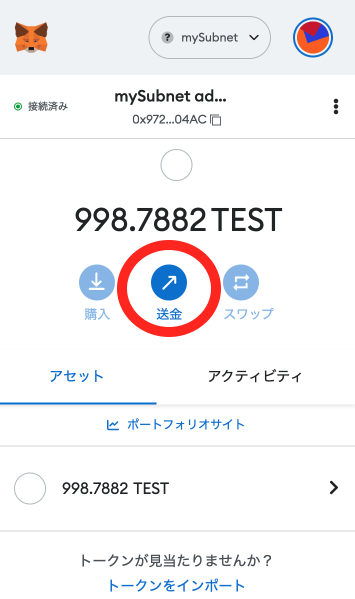 mySubnet
接続済み
mySubnet ad...
0x972...04AC
998.7882 TEST
購入
送金
スワップ
アセット
アクティビティ
ポートフォリオサイト
998.7882 TEST
トークンが見当たりませんか?
トークンをインポート